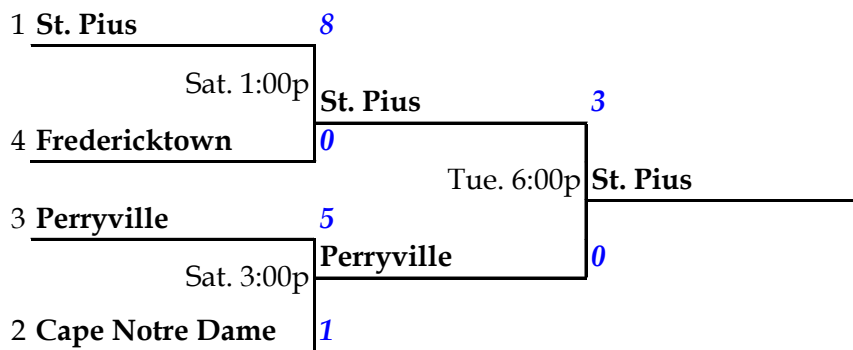 1 St. Pius 8
Sat. 1:00p
St. Pius 3
4 Fredericktown 0
Tue. 6:00p St. Pius
3 Perryville 5
Perryville 0
Sat. 3:00p
2 Cape Notre Dame 1